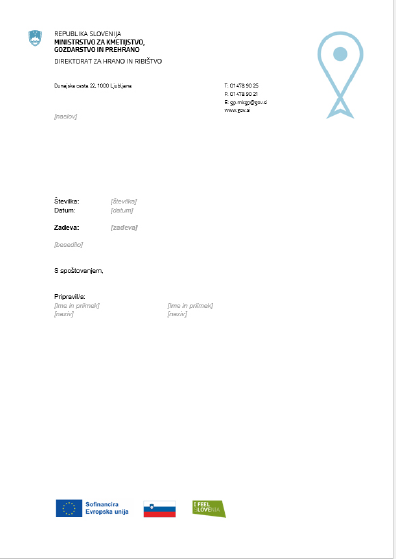 REPUBLIKA SLOVENIJA
MINISTRSTVO ZA KMETIJSTVO,
GOZDARSTVO IN PREHRANO
DIREKTORAT ZA HRANO IN RIBIŠTVO
Dunajska cesta 22, 1000 Ljubljana
T: 01 478 90 25
F: 01 478 90 21
E: gp.mkgp@gov.si
www.gov.si
[naslov]
Številka: [številka]
Datum: [datum]
Zadeva: [zadeva]
[besedilo]
S spoštovanjem,
Pripravil/a:
[ime in priimek] [ime in priimek]
[naziv] [naziv]
Sofinancira
Evropska unija
I FEEL
SLOVENIA